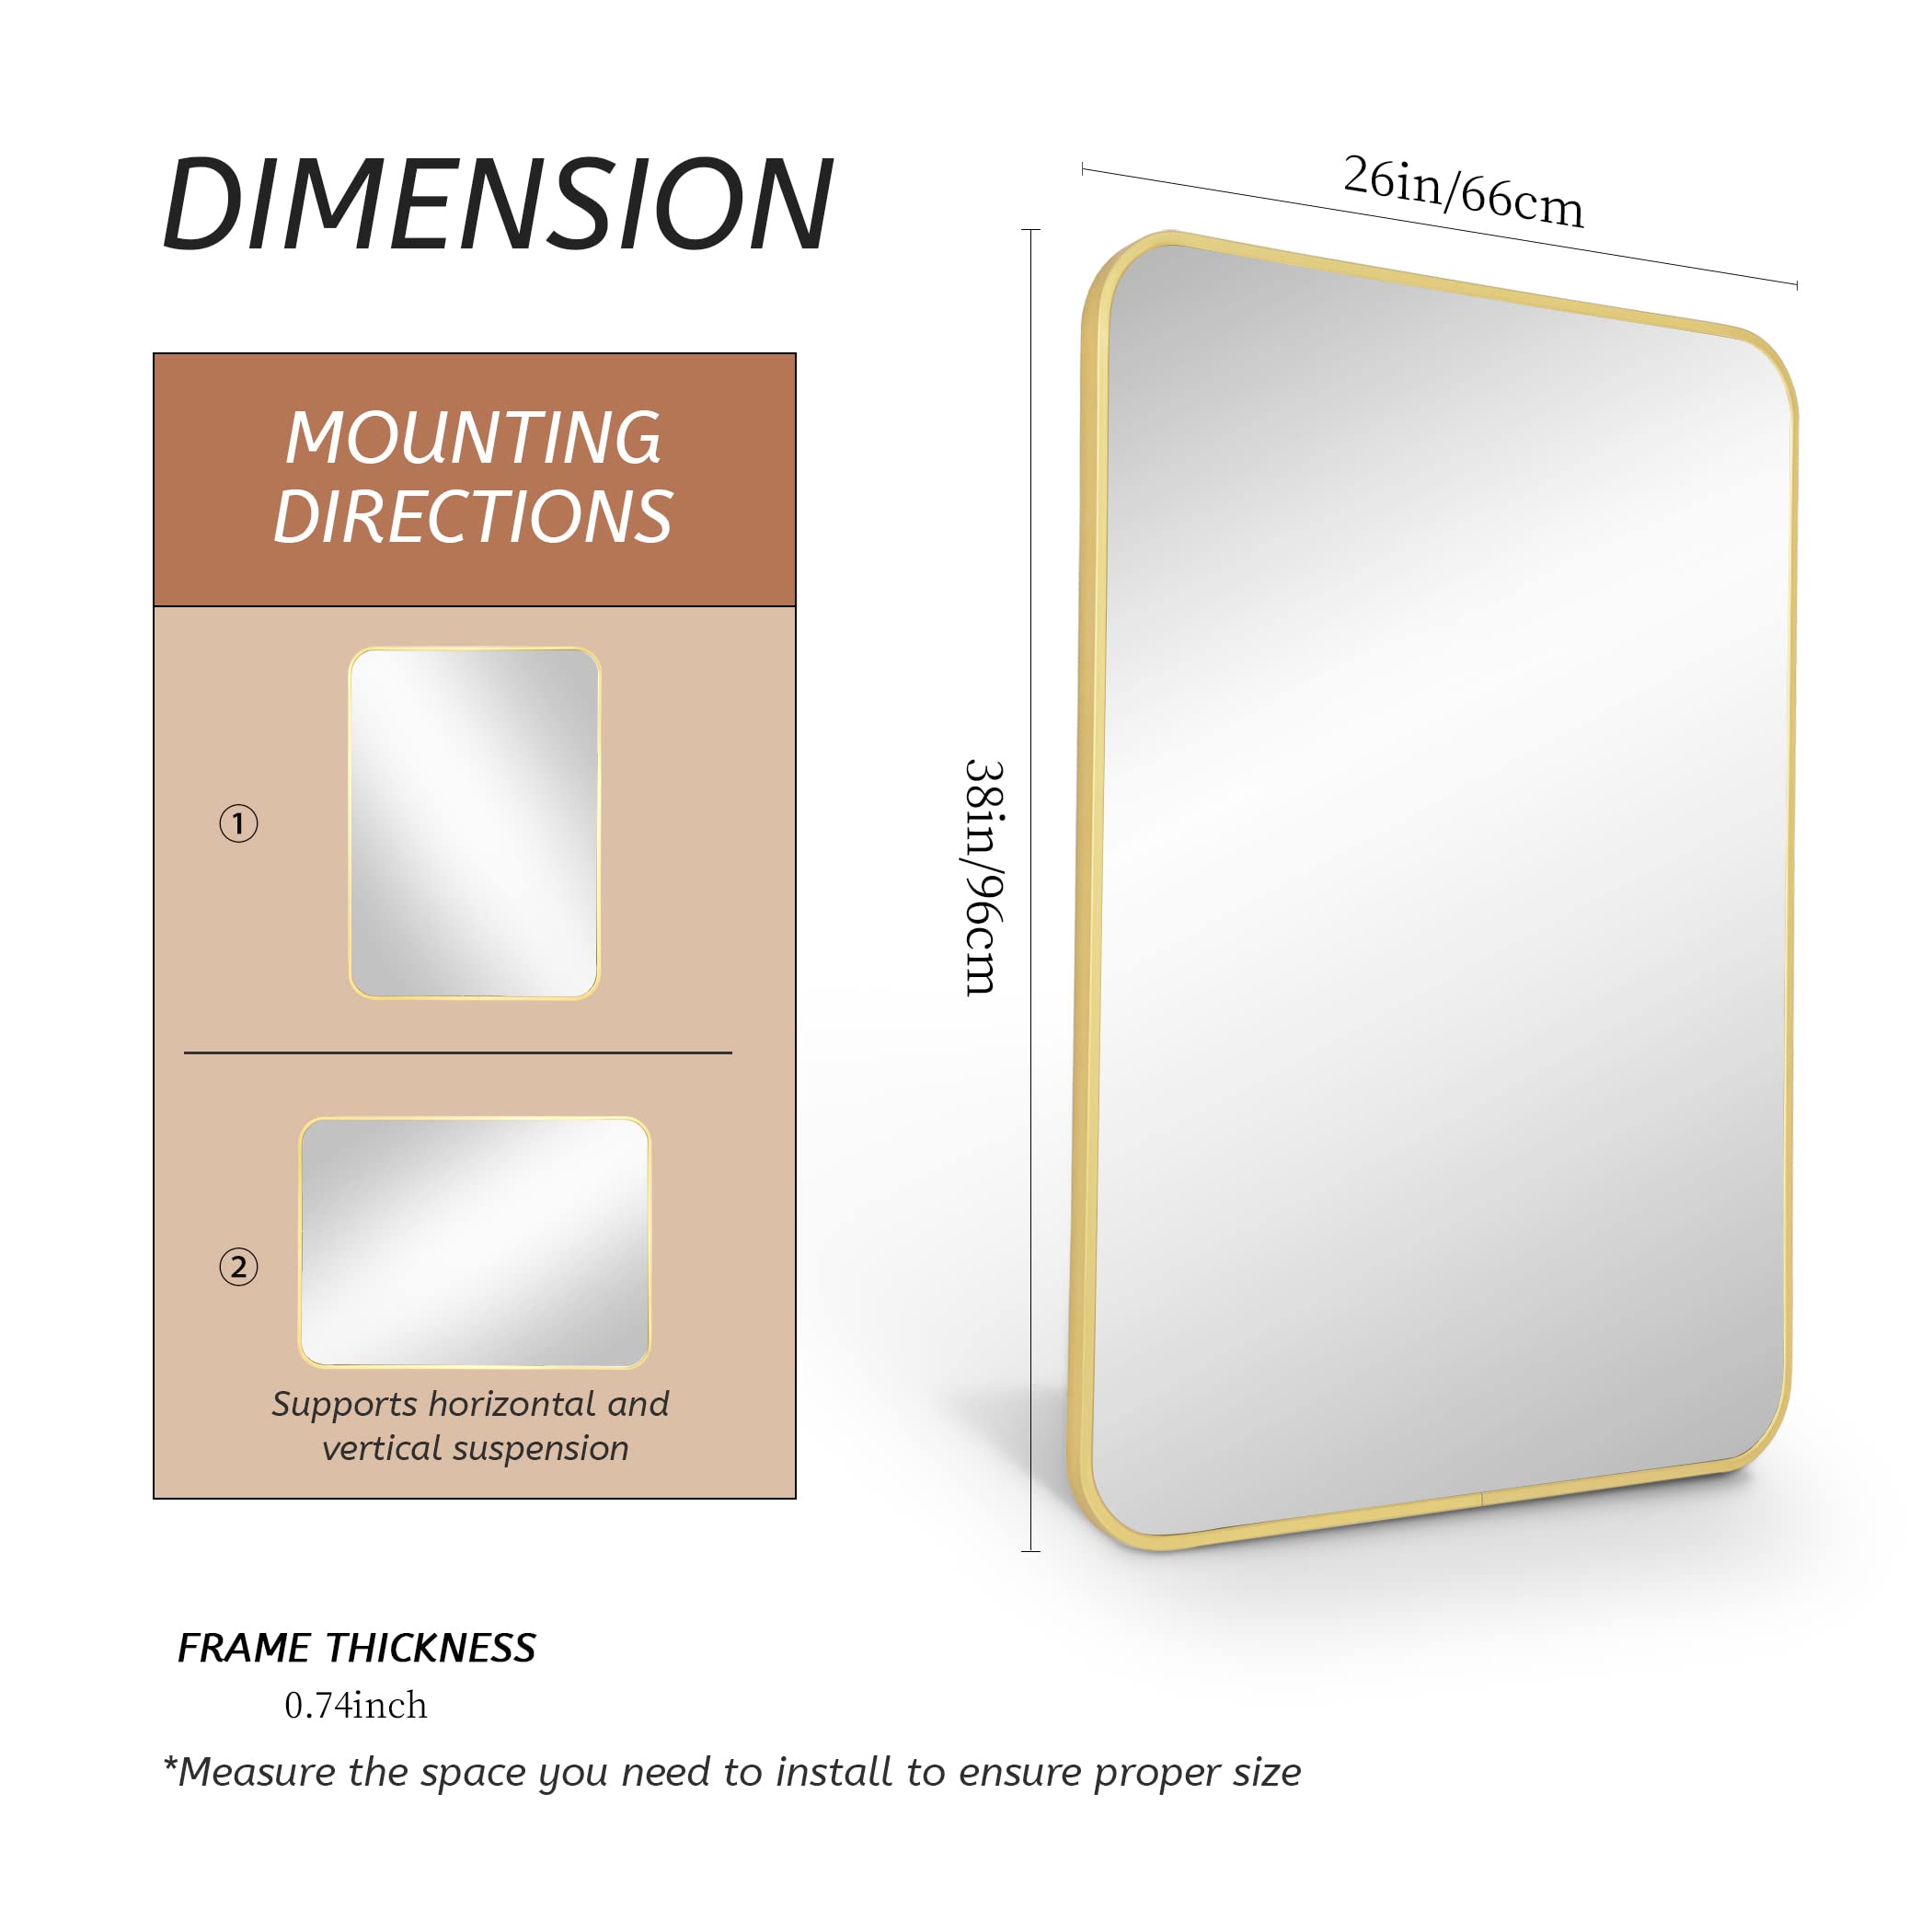 DIMENSION
26in/66cm
MOUNTING
DIRECTIONS
①
38in/96cm
②
Supports horizontal and
vertical suspension
FRAME THICKNESS
0.74inch
*Measure the space you need to install to ensure proper size